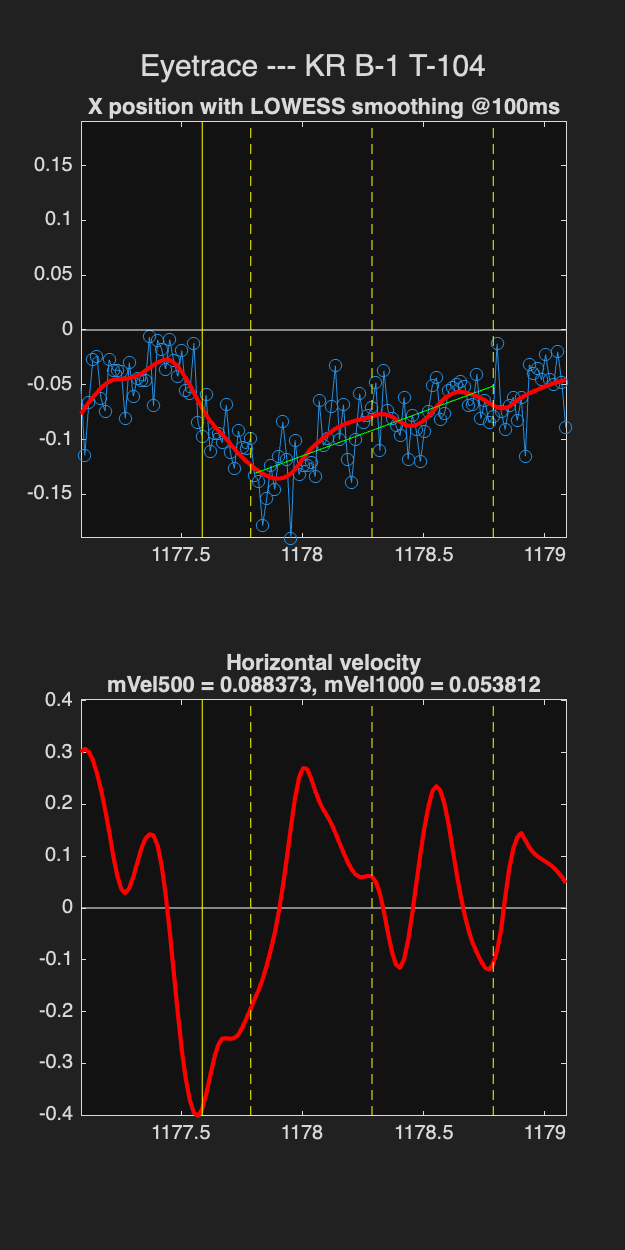 Eyetrace --- KR B-1 T-104
X position with LOWESS smoothing @100ms
0.15
0.1
0.05
0
-0.05
-0.1
-0.15
1177.5 1178 1178.5 1179
Horizontal velocity
mVel500 = 0.088373, mVel1000 = 0.053812
0.4
0.3
0.2
0.1
0
-0.1
-0.2
-0.3
-0.4
1177.5 1178 1178.5 1179